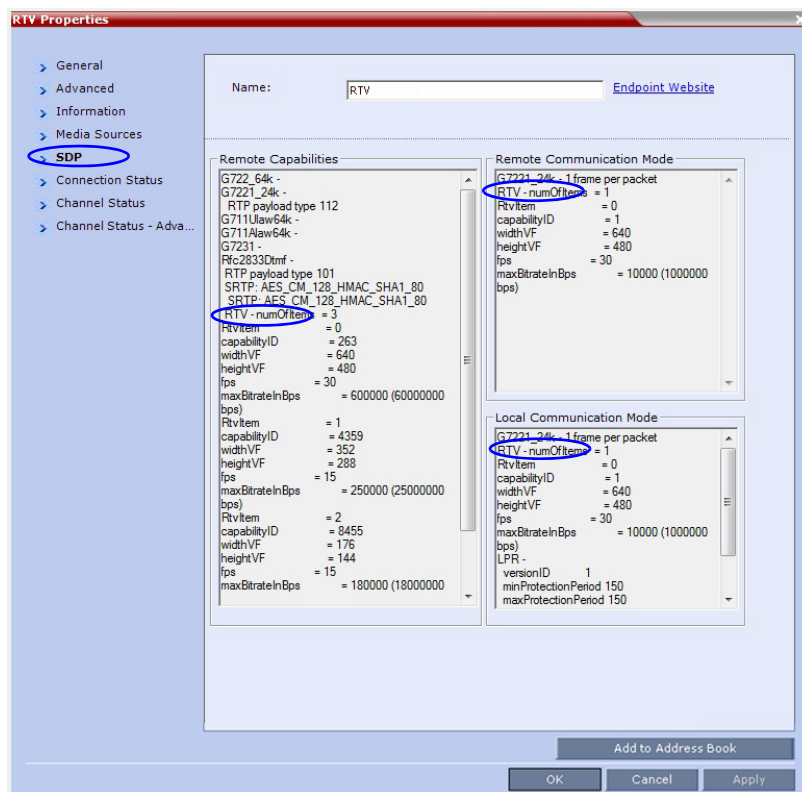 RTV Properties
General
Advanced
Information
Media Sources
SDP
Connection Status
Channel Status
Channel Status - Adva...
Name: RTV Endpoint Website
Remote Capabilities
G722_64k -
G7221_24k -
RTP payload type 112
G711Ulaw64k -
G711Alaw64k -
G7231 -
Rfc2833Dtmf -
RTP payload type 101
SRTP: AES_CM_128_HMAC_SHA1_80
SRTP: AES_CM_128_HMAC_SHA1_80
RTV - numOfItems = 3
RtvItem = 0
capabilityID = 263
widthVF = 640
heightVF = 480
fps = 30
maxBitrateInBps = 600000 (60000000
bps)
RtvItem = 1
capabilityID = 4359
widthVF = 352
heightVF = 288
fps = 15
maxBitrateInBps = 250000 (25000000
bps)
RtvItem = 2
capabilityID = 8455
widthVF = 176
heightVF = 144
fps = 15
maxBitrateInBps = 180000 (18000000
Remote Communication Mode
G7221_24k - 1 frame per packet
RTV - numOfItems = 1
RtvItem = 0
capabilityID = 1
widthVF = 640
heightVF = 480
fps = 30
maxBitrateInBps = 10000 (1000000
bps)
Local Communication Mode
G7221_24k - 1 frame per packet
RTV - numOfItems = 1
RtvItem = 0
capabilityID = 1
widthVF = 640
heightVF = 480
fps = 30
maxBitrateInBps = 10000 (1000000
bps)
LPR -
versionID 1
minProtectionPeriod 150
maxProtectionPeriod 150
Add to Address Book
OK Cancel Apply